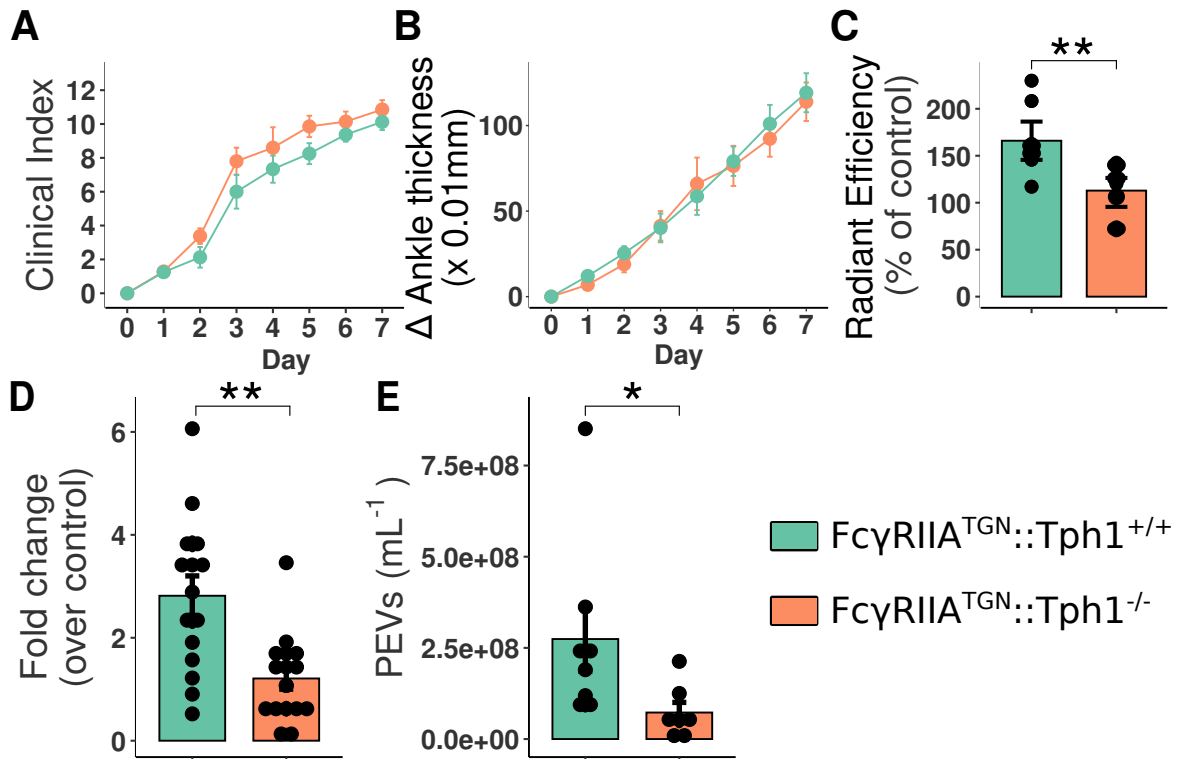 A
Clinical Index
12
10
8
6
4
2
0
0 1 2 3 4 5 6 7
Day
B
Δ Ankle thickness
(x 0.01mm)
100
50
0
0 1 2 3 4 5 6 7
Day
C
Radiant Efficiency
(% of control)
200
150
100
50
0
**
D
Fold change
(over control)
6
4
2
0
**
E
PEVs (mL-1 )
7.5e+08
5.0e+08
2.5e+08
0.0e+00
*
FcγRIIATGN::Tph1+/+
FcγRIIATGN::Tph1-/-